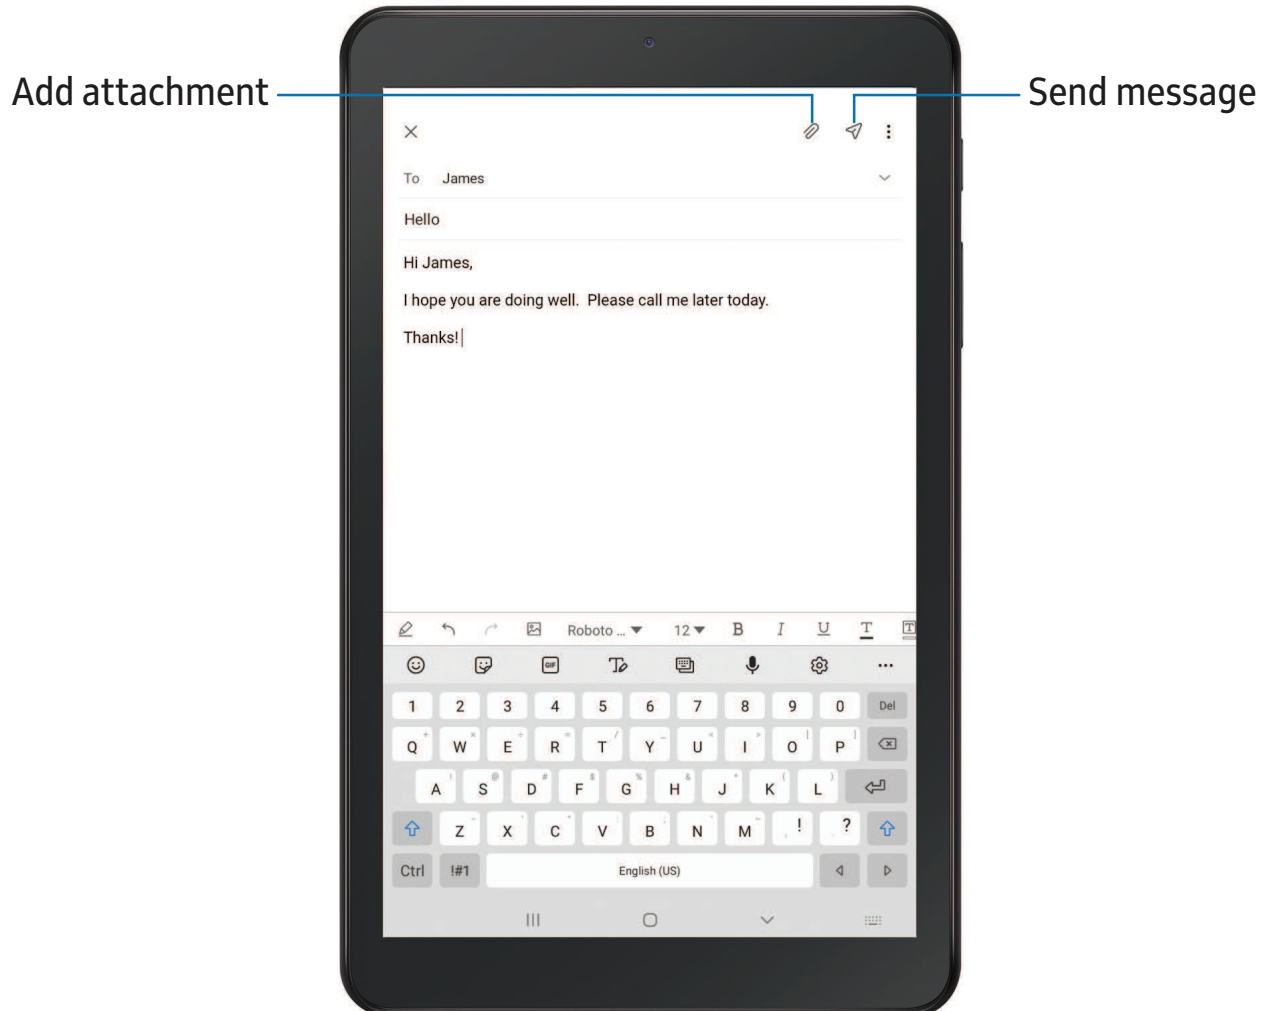 Add attachment
Send message
To James
Hello
Hi James,
I hope you are doing well.  Please call me later today.
Thanks!
Roboto ... 12 B I U T T
GIF T
1 2 3 4 5 6 7 8 9 0 Del
Q W E R T Y U I O P
A S D F G H J K L
Z X C V B N M , ! . ?
Ctrl !#1 English (US)